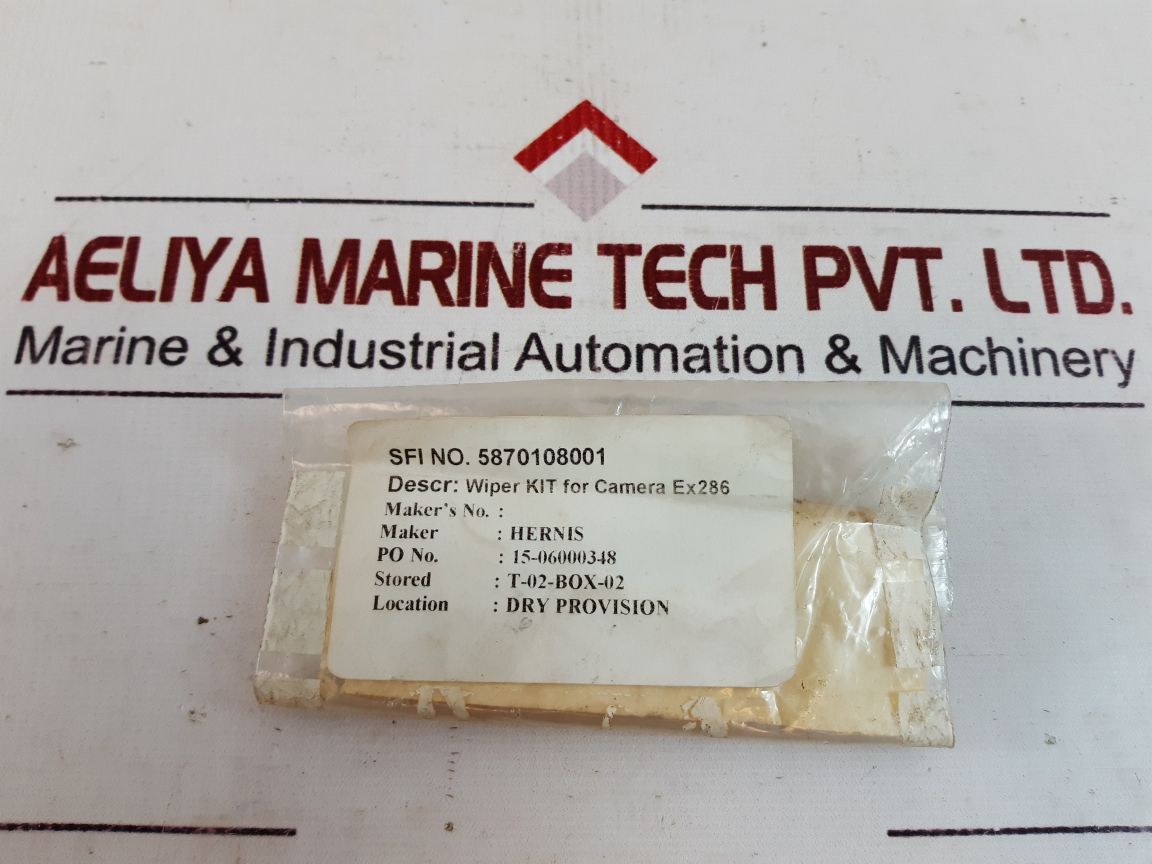 AELIYA MARINE TECH PVT. LTD.
Marine & Industrial Automation & Machinery
SFI NO. 5870108001
Descr: Wiper KIT for Camera Ex286
Maker's No. :
Maker : HERNIS
PO No. : 15-06000348
Stored : T-02-BOX-02
Location : DRY PROVISION